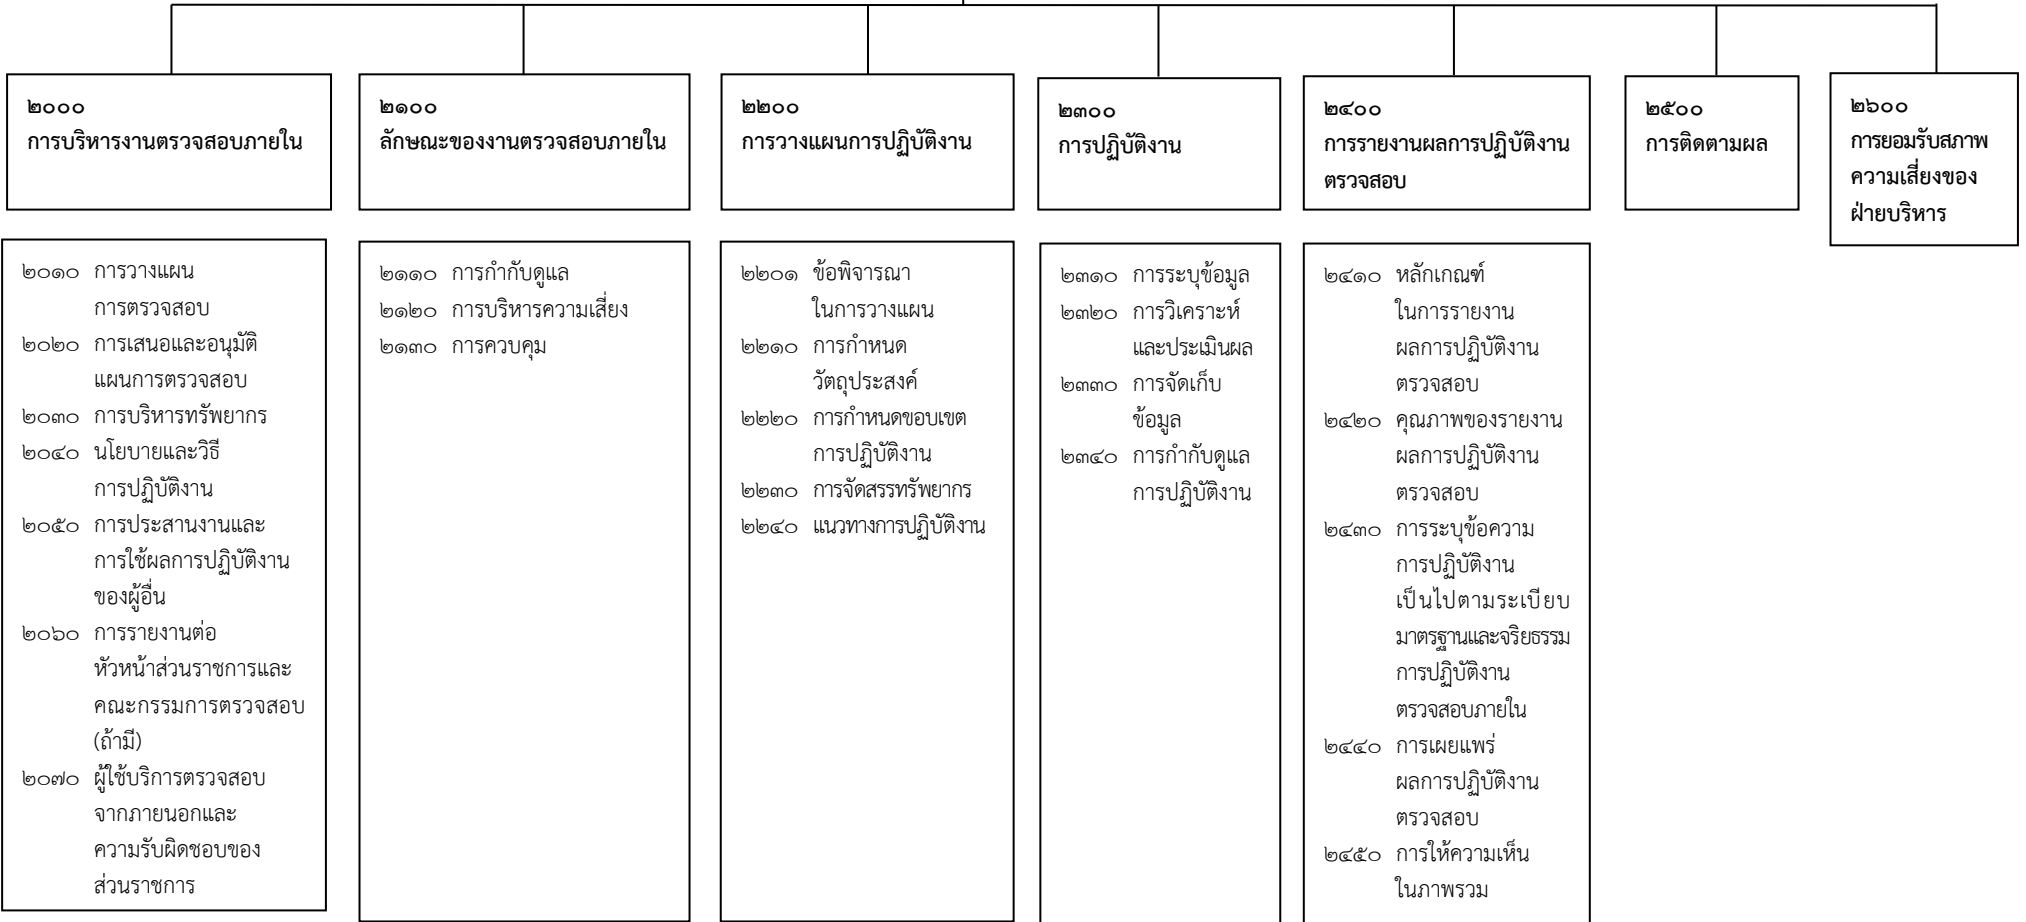 ๒๐๐๐
การบริหารงานตรวจสอบภายใน
๒๑๐๐
ลักษณะของงานตรวจสอบภายใน
๒๒๐๐
การวางแผนการปฏิบัติงาน
๒๓๐๐
การปฏิบัติงาน
๒๔๐๐
การรายงานผลการปฏิบัติงาน
ตรวจสอบ
๒๕๐๐
การติดตามผล
๒๖๐๐
การยอมรับสภาพ
ความเสี่ยงของ
ฝ่ายบริหาร
๒๐๑๐ การวางแผน
การตรวจสอบ
๒๐๒๐ การเสนอและอนุมัติ
แผนการตรวจสอบ
๒๐๓๐ การบริหารทรัพยากร
๒๐๔๐ นโยบายและวิธี
การปฏิบัติงาน
๒๐๕๐ การประสานงานและ
การใช้ผลการปฏิบัติงาน
ของผู้อื่น
๒๐๖๐ การรายงานต่อ
หัวหน้าส่วนราชการและ
คณะกรรมการตรวจสอบ
(ถ้ามี)
๒๐๗๐ ผู้ใช้บริการตรวจสอบ
จากภายนอกและ
ความรับผิดชอบของ
ส่วนราชการ
๒๑๑๐ การกำกับดูแล
๒๑๒๐ การบริหารความเสี่ยง
๒๑๓๐ การควบคุม
๒๒๐๑ ข้อพิจารณา
ในการวางแผน
๒๒๑๐ การกำหนด
วัตถุประสงค์
๒๒๒๐ การกำหนดขอบเขต
การปฏิบัติงาน
๒๒๓๐ การจัดสรรทรัพยากร
๒๒๔๐ แนวทางการปฏิบัติงาน
๒๓๑๐ การระบุข้อมูล
๒๓๒๐ การวิเคราะห์
และประเมินผล
๒๓๓๐ การจัดเก็บ
ข้อมูล
๒๓๔๐ การกำกับดูแล
การปฏิบัติงาน
๒๔๑๐ หลักเกณฑ์
ในการรายงาน
ผลการปฏิบัติงาน
ตรวจสอบ
๒๔๒๐ คุณภาพของรายงาน
ผลการปฏิบัติงาน
ตรวจสอบ
๒๔๓๐ การระบุข้อความ
การปฏิบัติงาน
เป็นไปตามระเบียบ
มาตรฐานและจริยธรรม
การปฏิบัติงาน
ตรวจสอบภายใน
๒๔๔๐ การเผยแพร่
ผลการปฏิบัติงาน
ตรวจสอบ
๒๔๕๐ การให้ความเห็น
ในภาพรวม